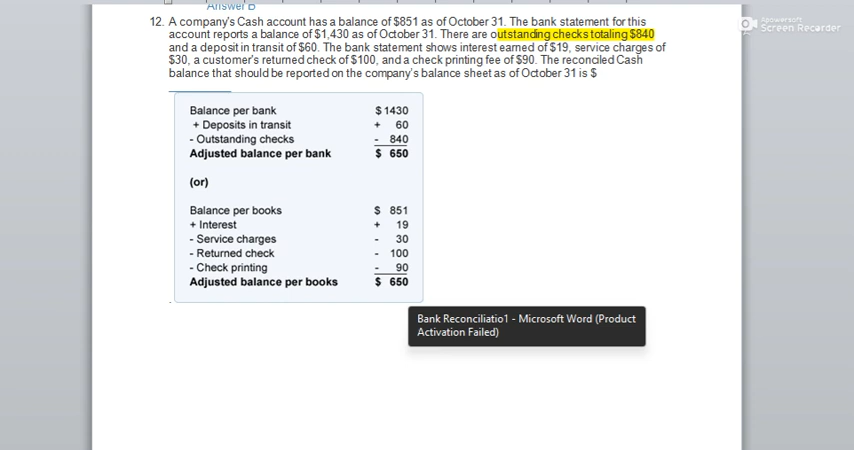 Answer B
12. A company's Cash account has a balance of $851 as of October 31. The bank statement for this
account reports a balance of $1,430 as of October 31. There are outstanding checks totaling $840
and a deposit in transit of $60. The bank statement shows interest earned of $19, service charges of
$30, a customer's returned check of $100, and a check printing fee of $90. The reconciled Cash
balance that should be reported on the company's balance sheet as of October 31 is $
Balance per bank $ 1430
+ Deposits in transit + 60
- Outstanding checks - 840
Adjusted balance per bank $ 650
(or)
Balance per books $ 851
+ Interest + 19
- Service charges - 30
- Returned check - 100
- Check printing - 90
Adjusted balance per books $ 650
.
Bank Reconciliatio1 - Microsoft Word (Product
Activation Failed)
Apowersoft
Screen Recorder